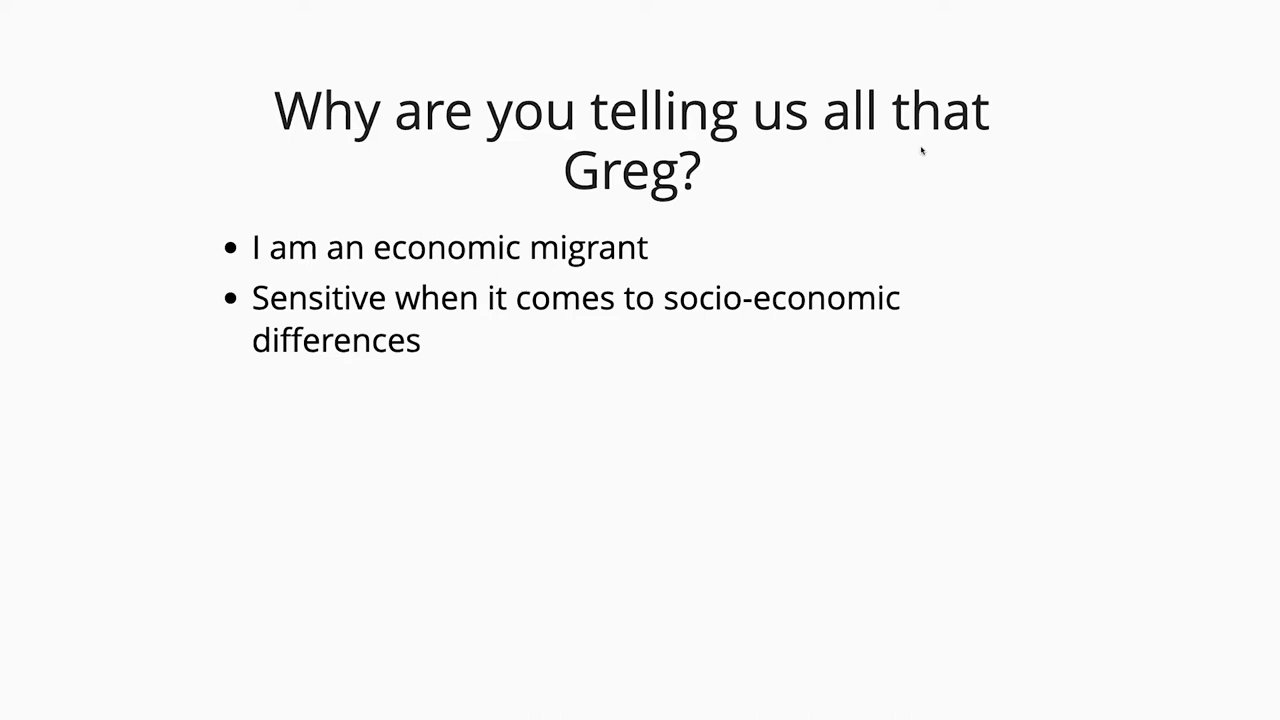 Why are you telling us all that
Greg?
• I am an economic migrant
• Sensitive when it comes to socio-economic
differences